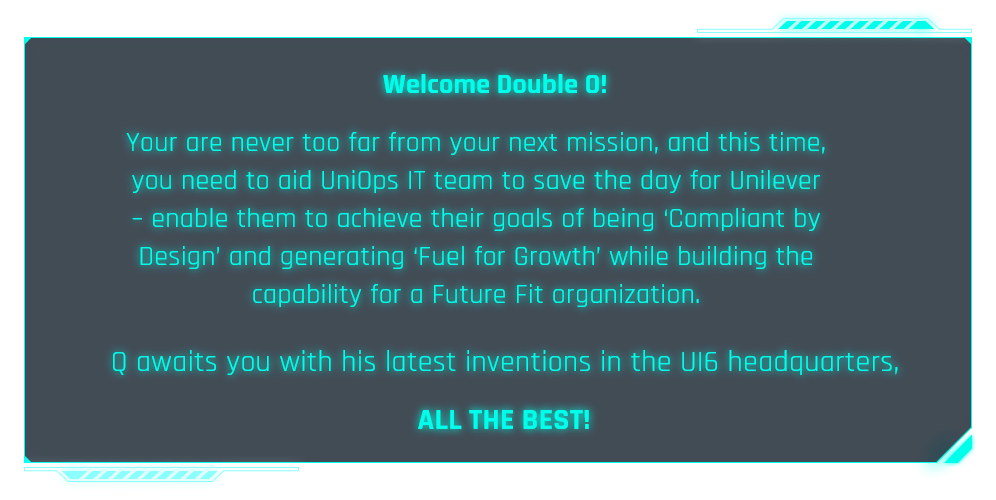 Welcome Double O!
Your are never too far from your next mission, and this time,
you need to aid UniOps IT team to save the day for Unilever
– enable them to achieve their goals of being ‘Compliant by
Design’ and generating ‘Fuel for Growth’ while building the
capability for a Future Fit organization.
Q awaits you with his latest inventions in the UI6 headquarters,
ALL THE BEST!